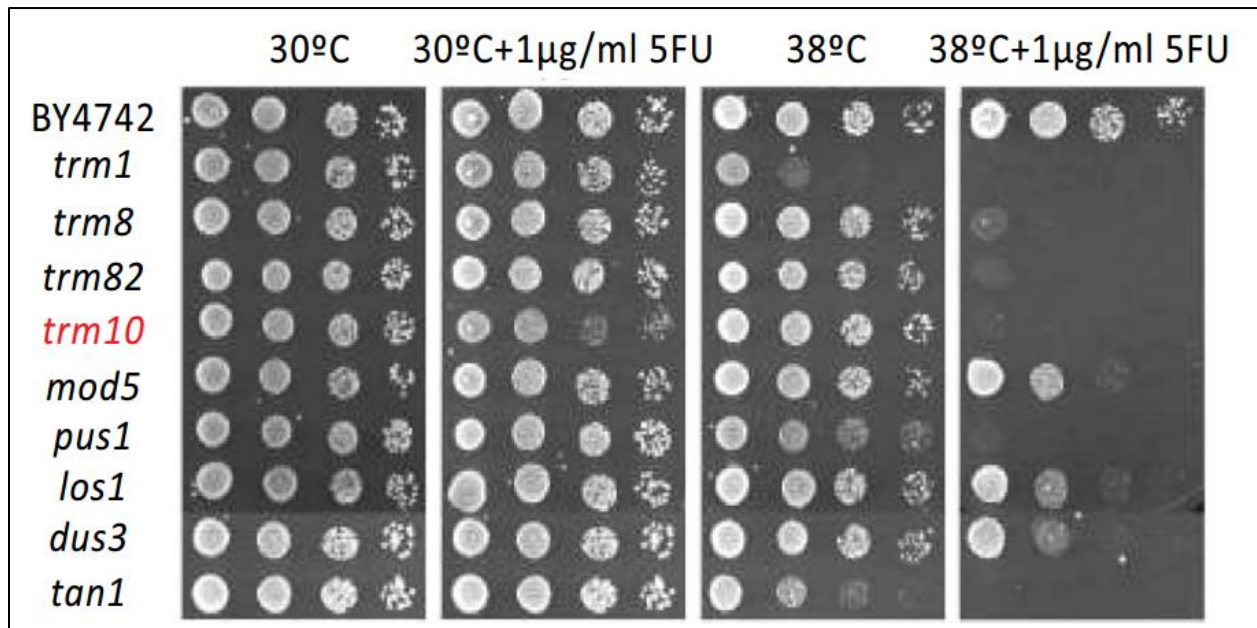 30ºC 30ºC+1µg/ml 5FU 38ºC 38ºC+1µg/ml 5FU
BY4742
trm1
trm8
trm82
trm10
mod5
pus1
los1
dus3
tan1